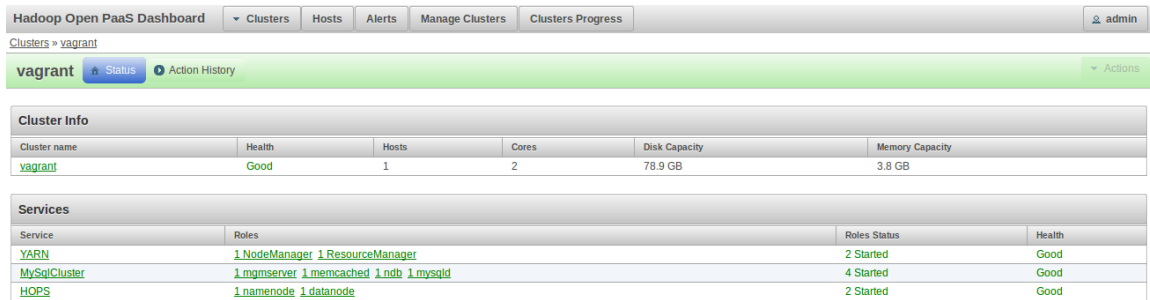 Hadoop Open PaaS Dashboard Clusters Hosts Alerts Manage Clusters Clusters Progress admin
Clusters » vagrant
vagrant Status Action History Actions
Cluster Info
Cluster name Health Hosts Cores Disk Capacity Memory Capacity
vagrant Good 1 2 78.9 GB 3.8 GB
Services
Service Roles Roles Status Health
YARN 1 NodeManager 1 ResourceManager 2 Started Good
MySqlCluster 1 mgmserver 1 memcached 1 ndb 1 mysqld 4 Started Good
HOPS 1 namenode 1 datanode 2 Started Good